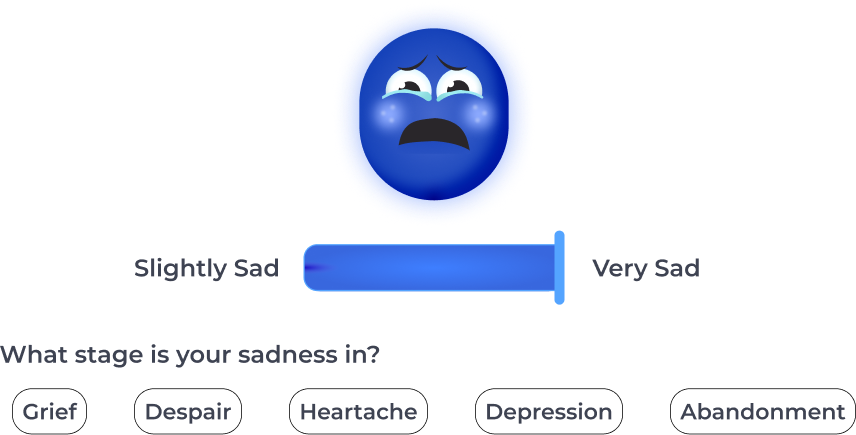 Slightly Sad Very Sad
What stage is your sadness in?
Grief Despair Heartache Depression Abandonment